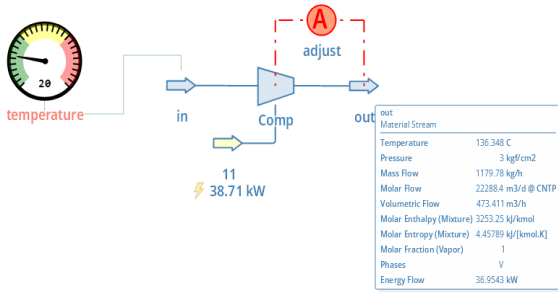 A
adjust
20
temperature
in
Comp
out
11
38.71 kW
out
Material Stream
Temperature 136.348 C
Pressure 3 kgf/cm2
Mass Flow 1179.78 kg/h
Molar Flow 22288.4 m3/d @ CNTP
Volumetric Flow 473.411 m3/h
Molar Enthalpy (Mixture) 3253.25 kJ/kmol
Molar Entropy (Mixture) 4.45789 kJ/[kmol.K]
Molar Fraction (Vapor) 1
Phases V
Energy Flow 36.9543 kW